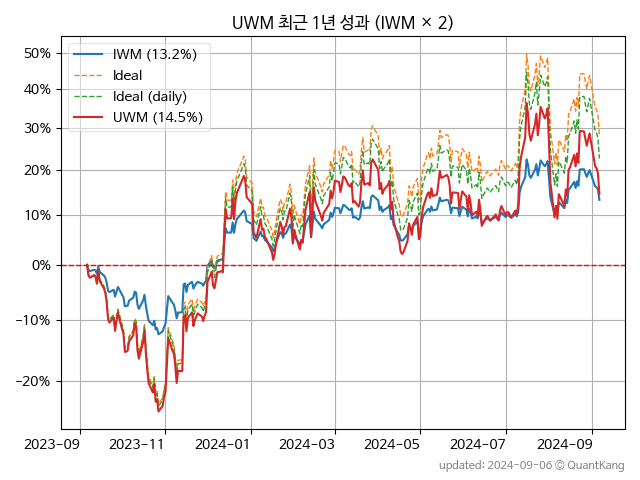 UWM 최근 1년 성과 (IWM × 2)
IWM (13.2%)
Ideal
Ideal (daily)
UWM (14.5%)
50%
40%
30%
20%
10%
0%
−10%
−20%
2023-09 2023-11 2024-01 2024-03 2024-05 2024-07 2024-09
updated: 2024-09-06 © QuantKang